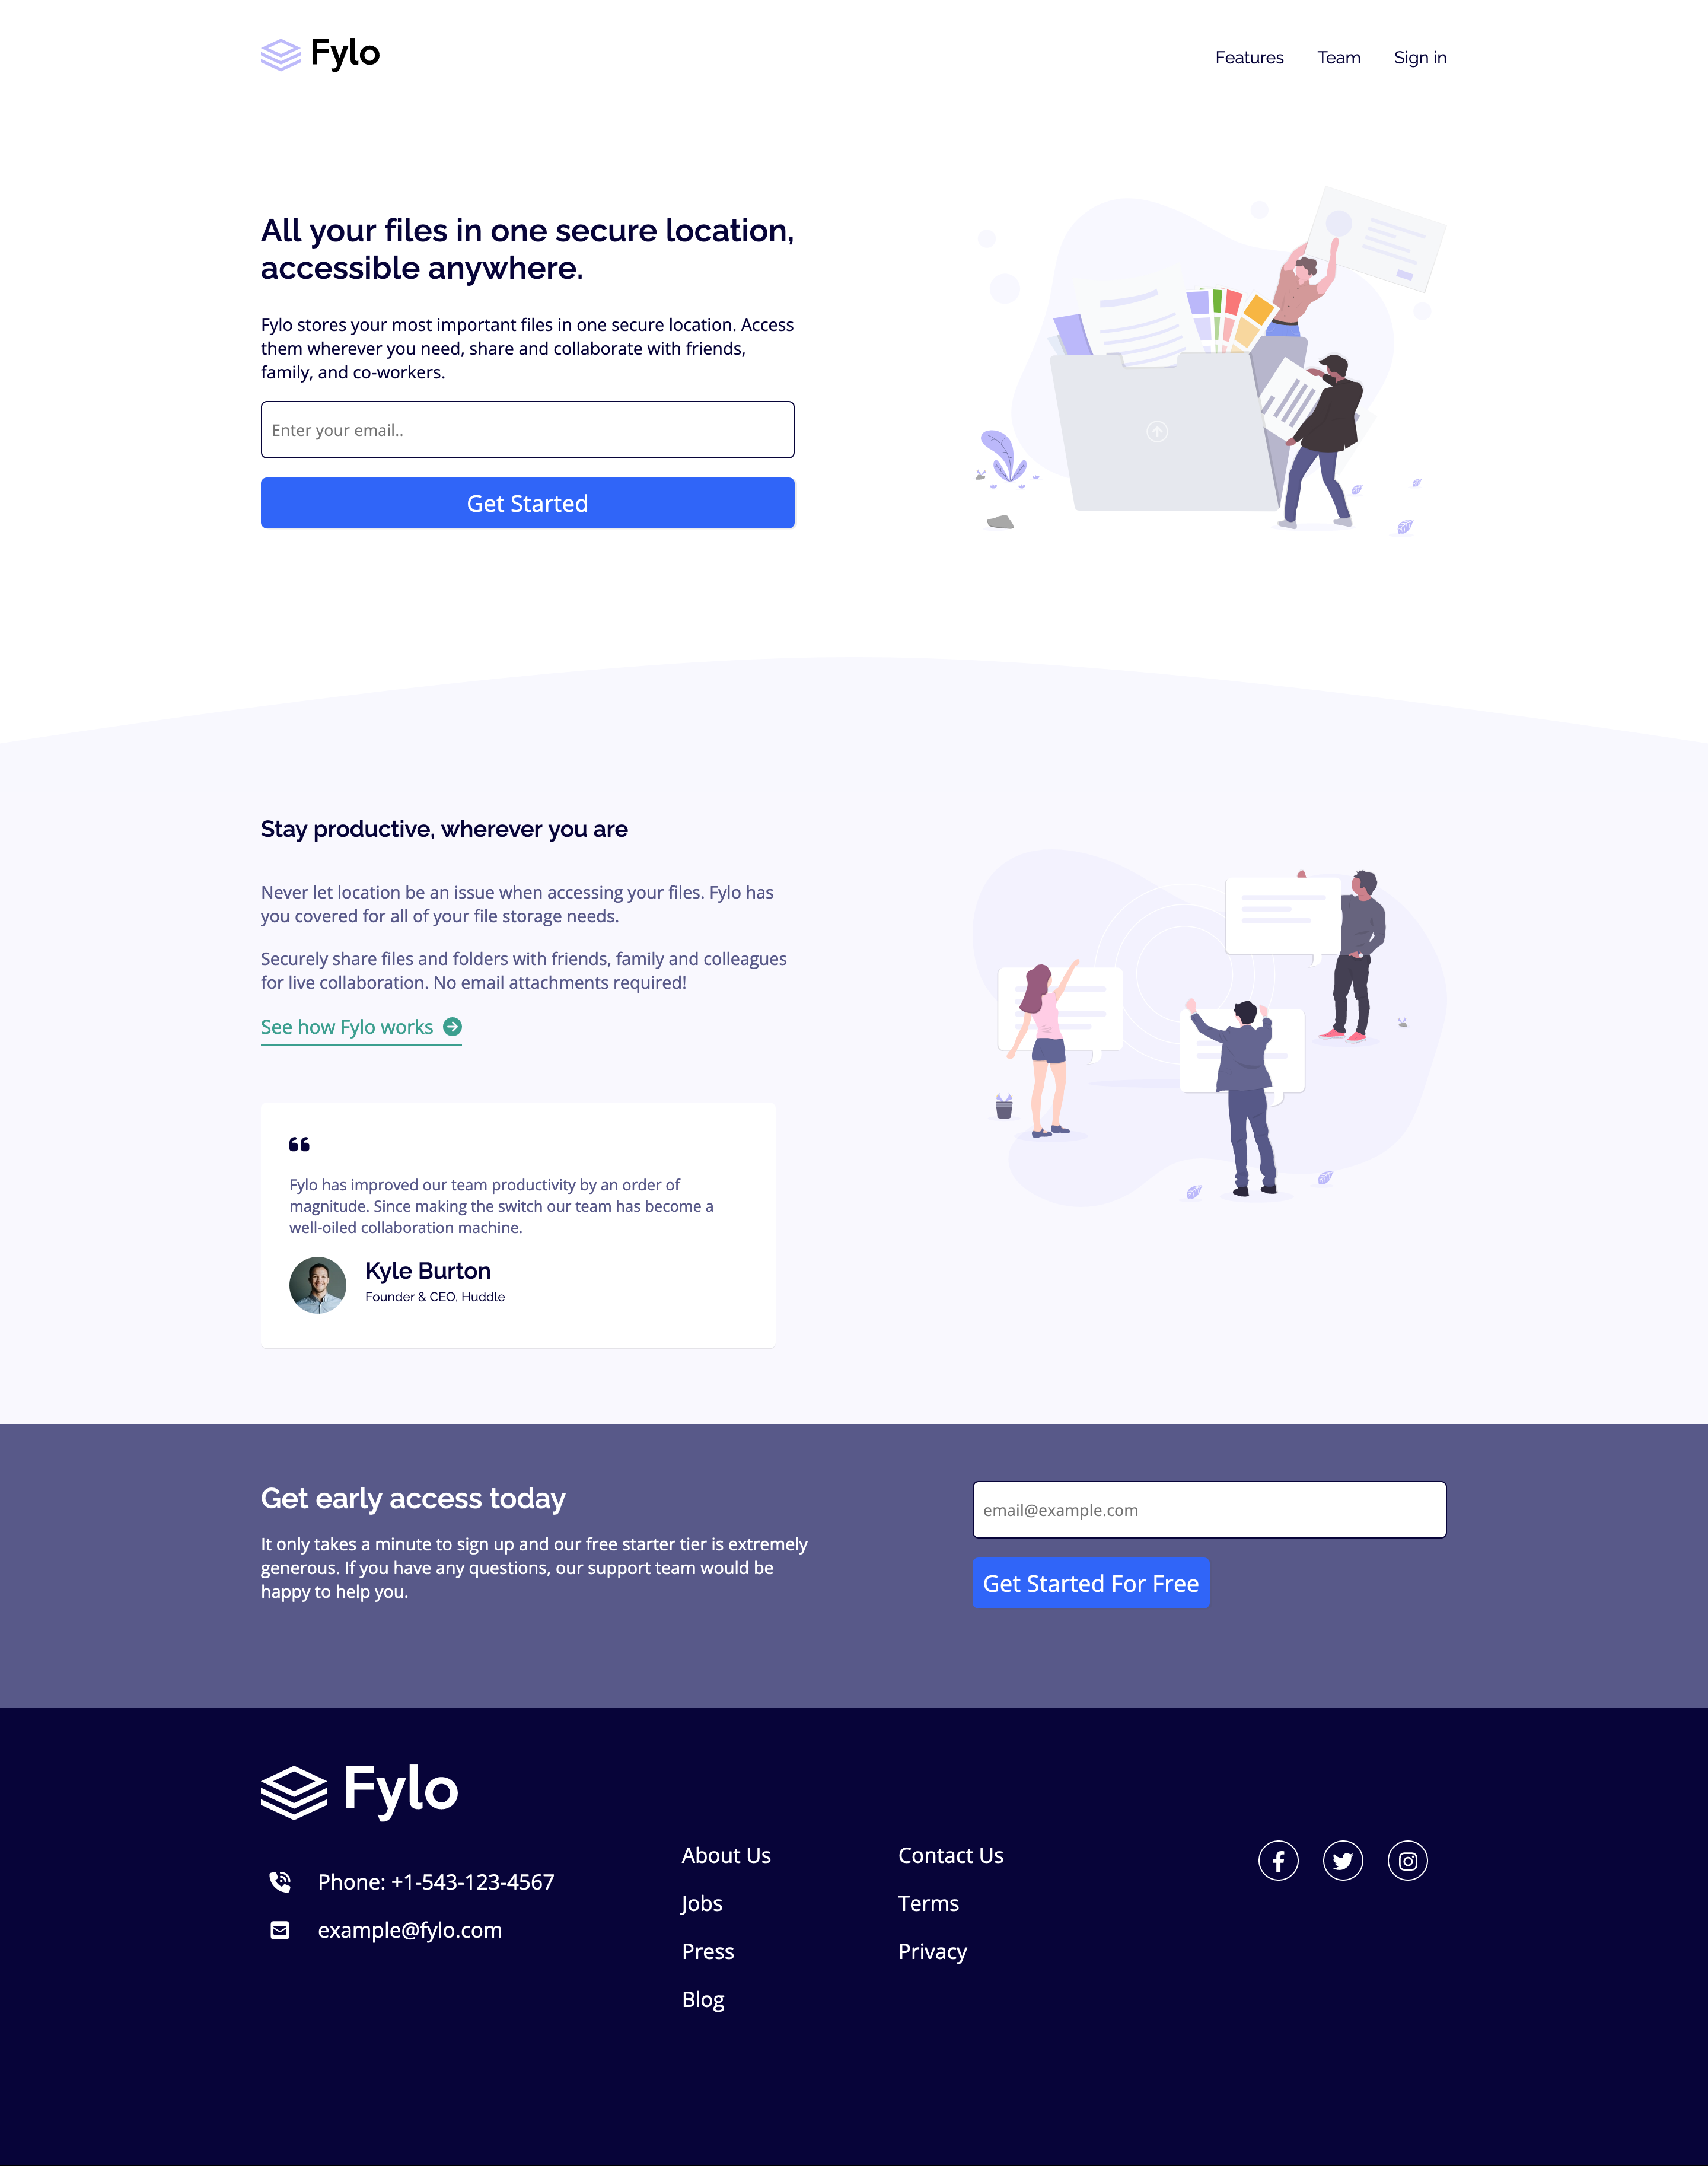 Fylo
Features
Team
Sign in
All your files in one secure location,
accessible anywhere.
Fylo stores your most important files in one secure location. Access
them wherever you need, share and collaborate with friends,
family, and co-workers.
Enter your email..
Get Started
Stay productive, wherever you are
Never let location be an issue when accessing your files. Fylo has
you covered for all of your file storage needs.
Securely share files and folders with friends, family and colleagues
for live collaboration. No email attachments required!
See how Fylo works
“
Fylo has improved our team productivity by an order of
magnitude. Since making the switch our team has become a
well-oiled collaboration machine.
Kyle Burton
Founder & CEO, Huddle
Get early access today
It only takes a minute to sign up and our free starter tier is extremely
generous. If you have any questions, our support team would be
happy to help you.
email@example.com
Get Started For Free
Fylo
Phone: +1-543-123-4567
example@fylo.com
About Us
Jobs
Press
Blog
Contact Us
Terms
Privacy